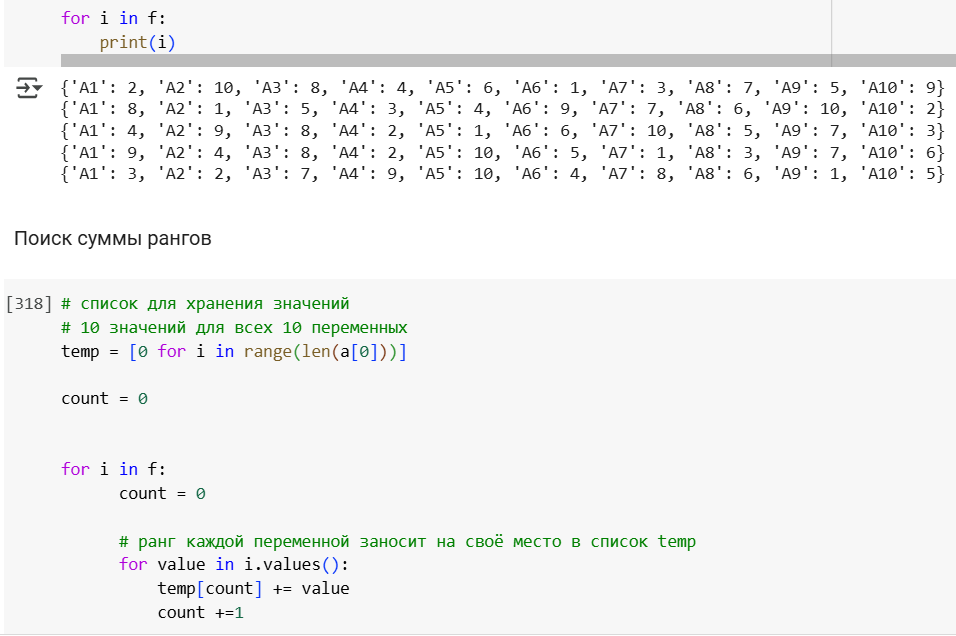 for i in f:
    print(i)
{'A1': 2, 'A2': 10, 'A3': 8, 'A4': 4, 'A5': 6, 'A6': 1, 'A7': 3, 'A8': 7, 'A9': 5, 'A10': 9}
{'A1': 8, 'A2': 1, 'A3': 5, 'A4': 3, 'A5': 4, 'A6': 9, 'A7': 7, 'A8': 6, 'A9': 10, 'A10': 2}
{'A1': 4, 'A2': 9, 'A3': 8, 'A4': 2, 'A5': 1, 'A6': 6, 'A7': 10, 'A8': 5, 'A9': 7, 'A10': 3}
{'A1': 9, 'A2': 4, 'A3': 8, 'A4': 2, 'A5': 10, 'A6': 5, 'A7': 1, 'A8': 3, 'A9': 7, 'A10': 6}
{'A1': 3, 'A2': 2, 'A3': 7, 'A4': 9, 'A5': 10, 'A6': 4, 'A7': 8, 'A8': 6, 'A9': 1, 'A10': 5}
Поиск суммы рангов
[318] # список для хранения значений
# 10 значений для всех 10 переменных
temp = [0 for i in range(len(a[0]))]
count = 0
for i in f:
      count = 0
      # ранг каждой переменной заносит на своё место в список temp
      for value in i.values():
          temp[count] += value
          count +=1